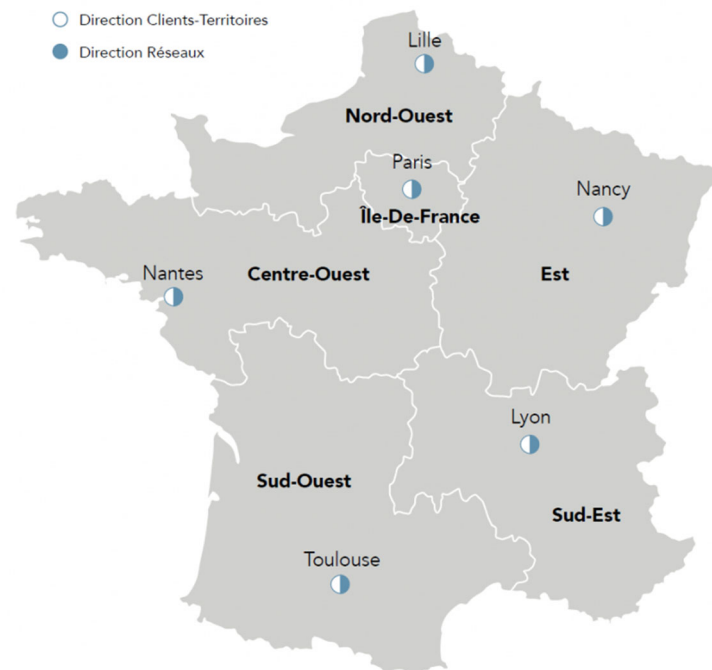 Direction Clients-Territoires
Direction Réseaux
Lille
Nord-Ouest
Paris
Île-De-France
Nancy
Est
Nantes
Centre-Ouest
Lyon
Sud-Est
Sud-Ouest
Toulouse